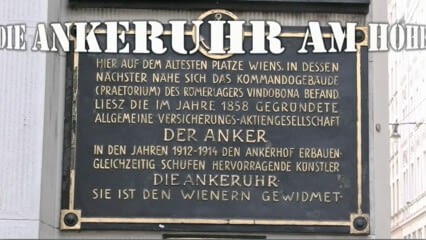 DIE ANKERUHR AM HOHE
HIER AUF DEM ÄLTESTEN PLATZE WIENS, IN DESSEN
NÄCHSTER NÄHE SICH DAS KOMMANDOGEBÄUDE
(PRAETORIUM) DES RÖMERLAGERS VINDOBONA BEFAND,
LIESZ DIE IM JAHRE 1858 GEGRÜNDETE
ALLGEMEINE VERSICHERUNGS-AKTIENGESELLSCHAFT
DER ANKER
IN DEN JAHREN 1912-1914 DEN ANKERHOF ERBAUEN.
GLEICHZEITIG SCHUFEN HERVORRAGENDE KÜNSTLER
DIE ANKERUHR
SIE IST DEN WIENERN GEWIDMET.